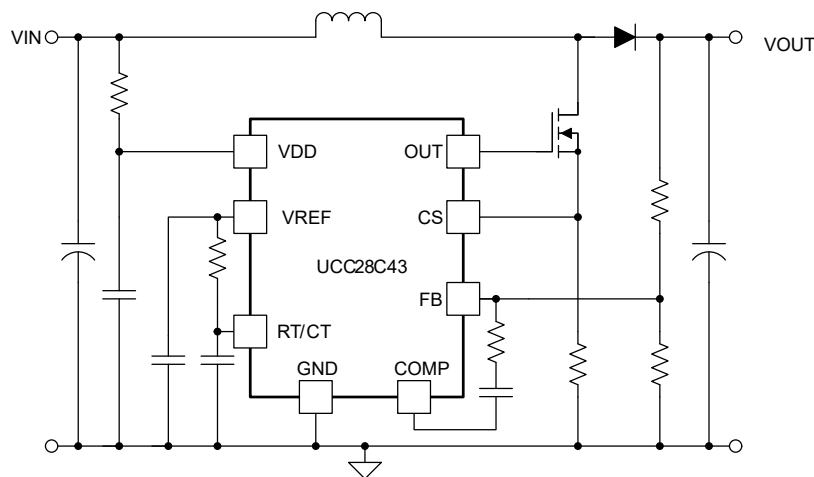 VIN
VOUT
VDD
OUT
VREF
CS
UCC28C43
FB
RT/CT
GND
COMP